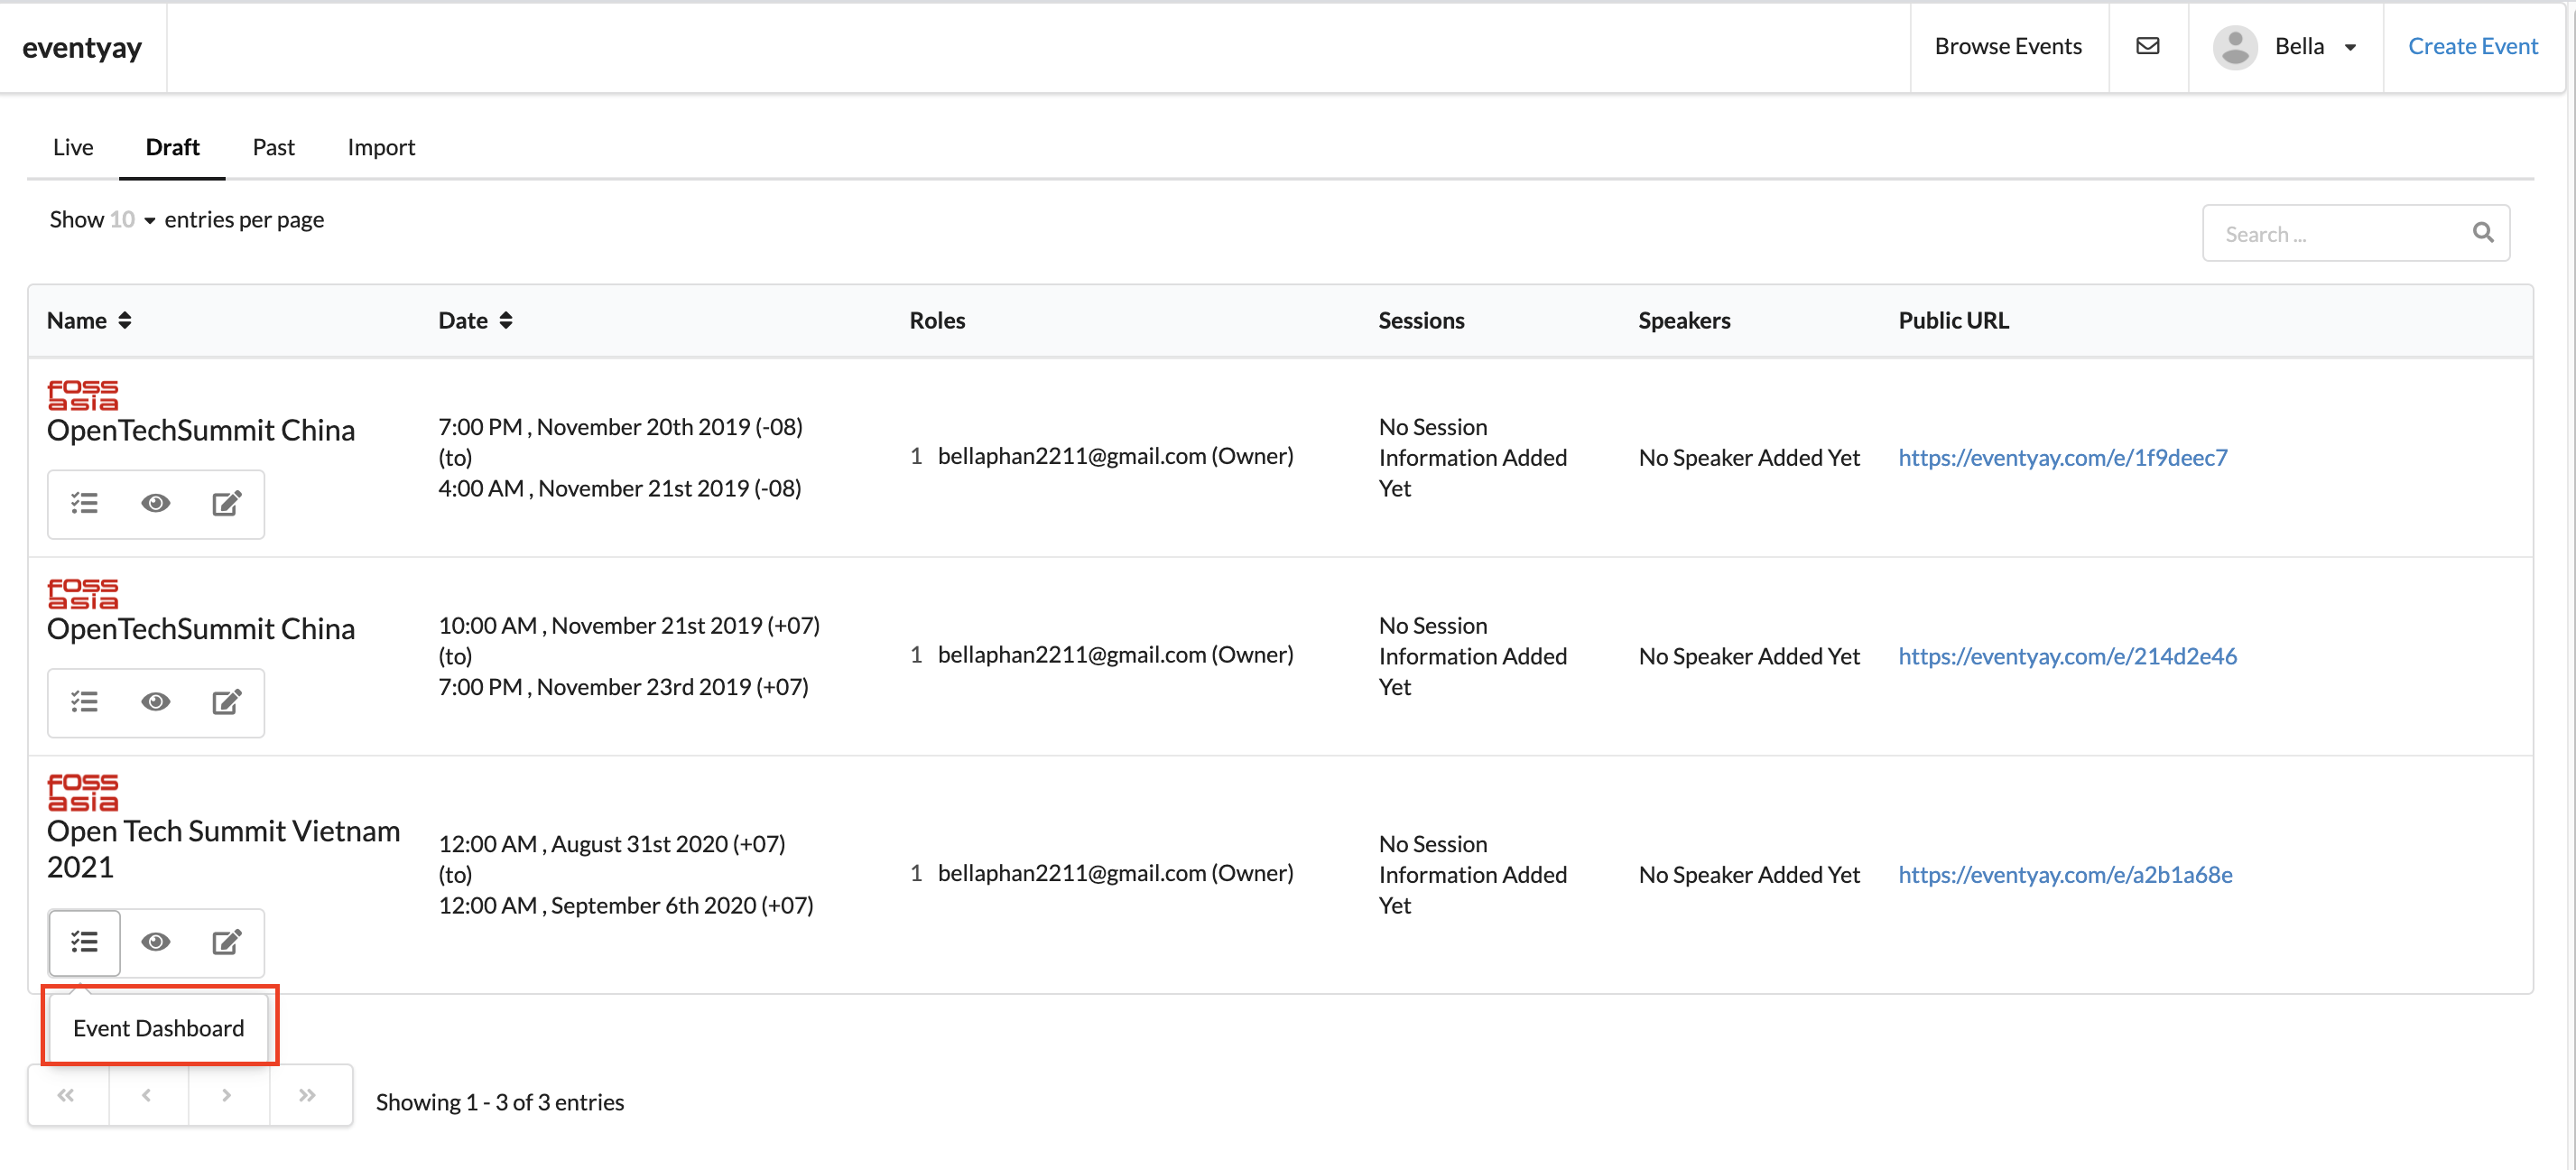 eventyay
Browse Events
Bella
Create Event
Live
Draft
Past
Import
Show 10 entries per page
Search ...
Name
Date
Roles
Sessions
Speakers
Public URL
FOSS
asia
OpenTechSummit China
7:00 PM , November 20th 2019 (-08)
(to)
4:00 AM , November 21st 2019 (-08)
1 bellaphan2211@gmail.com (Owner)
No Session
Information Added
Yet
No Speaker Added Yet
https://eventyay.com/e/1f9deec7
FOSS
asia
OpenTechSummit China
10:00 AM , November 21st 2019 (+07)
(to)
7:00 PM , November 23rd 2019 (+07)
1 bellaphan2211@gmail.com (Owner)
No Session
Information Added
Yet
No Speaker Added Yet
https://eventyay.com/e/214d2e46
FOSS
asia
Open Tech Summit Vietnam
2021
12:00 AM , August 31st 2020 (+07)
(to)
12:00 AM , September 6th 2020 (+07)
1 bellaphan2211@gmail.com (Owner)
No Session
Information Added
Yet
No Speaker Added Yet
https://eventyay.com/e/a2b1a68e
Event Dashboard
« ‹ › »
Showing 1 - 3 of 3 entries